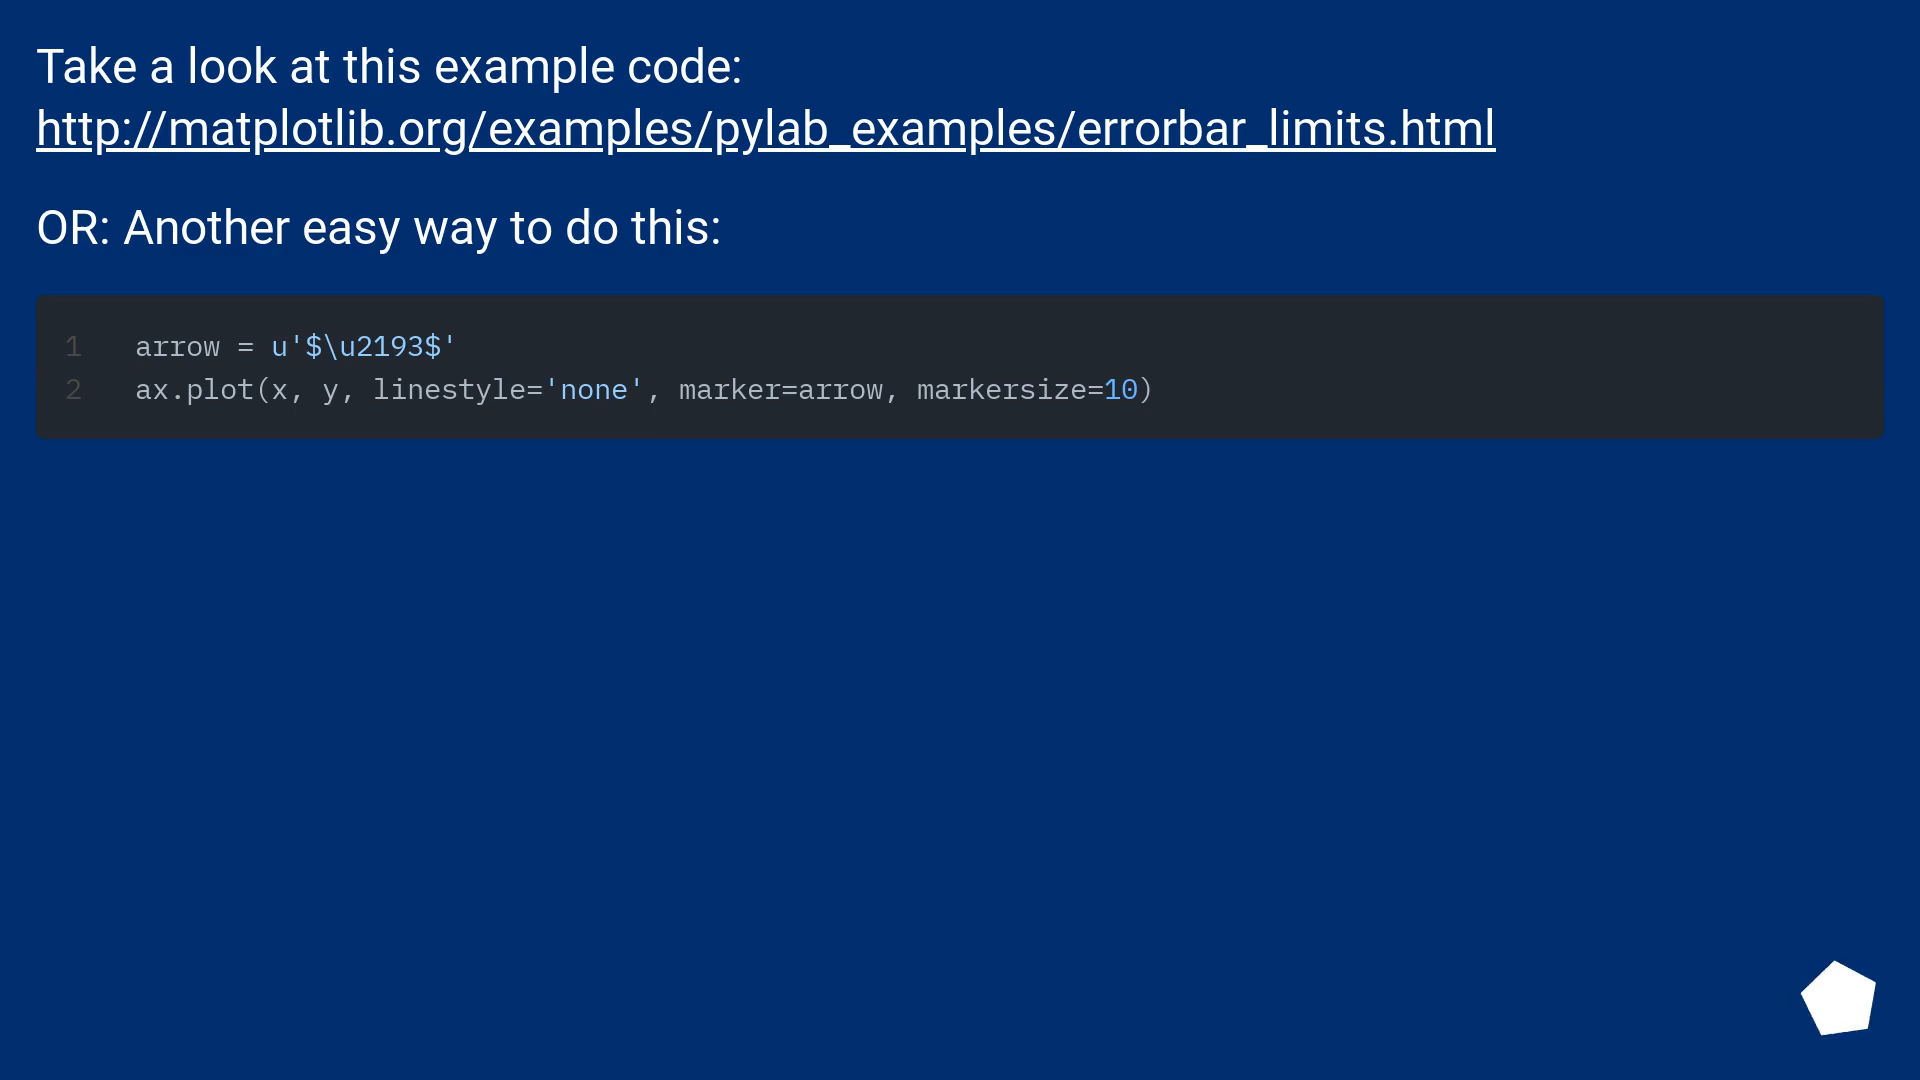 Take a look at this example code:
http://matplotlib.org/examples/pylab_examples/errorbar_limits.html
OR: Another easy way to do this:
1 arrow = u'$\u2193$'
2 ax.plot(x, y, linestyle='none', marker=arrow, markersize=10)